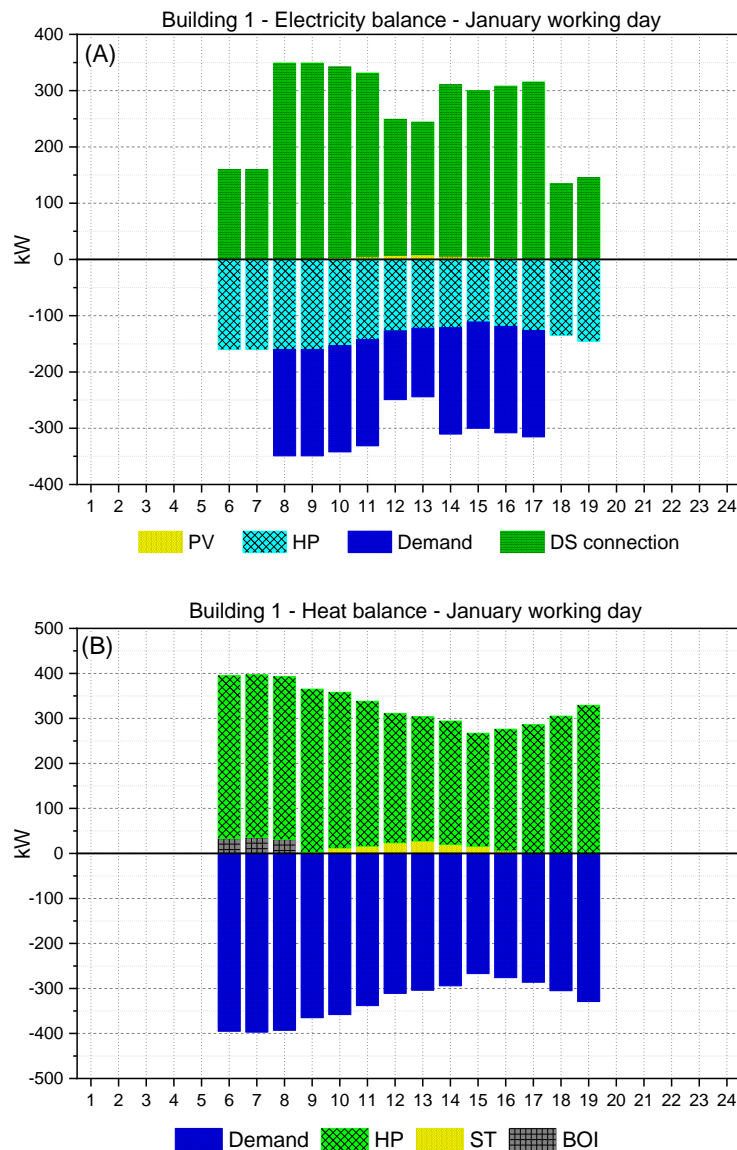 Building 1 - Electricity balance - January working day
(A)
400
300
200
100
0
-100
-200
-300
-400
kW
1 2 3 4 5 6 7 8 9 10 11 12 13 14 15 16 17 18 19 20 21 22 23 24
PV HP Demand DS connection
Building 1 - Heat balance - January working day
(B)
500
400
300
200
100
0
-100
-200
-300
-400
-500
kW
1 2 3 4 5 6 7 8 9 10 11 12 13 14 15 16 17 18 19 20 21 22 23 24
Demand HP ST BOI